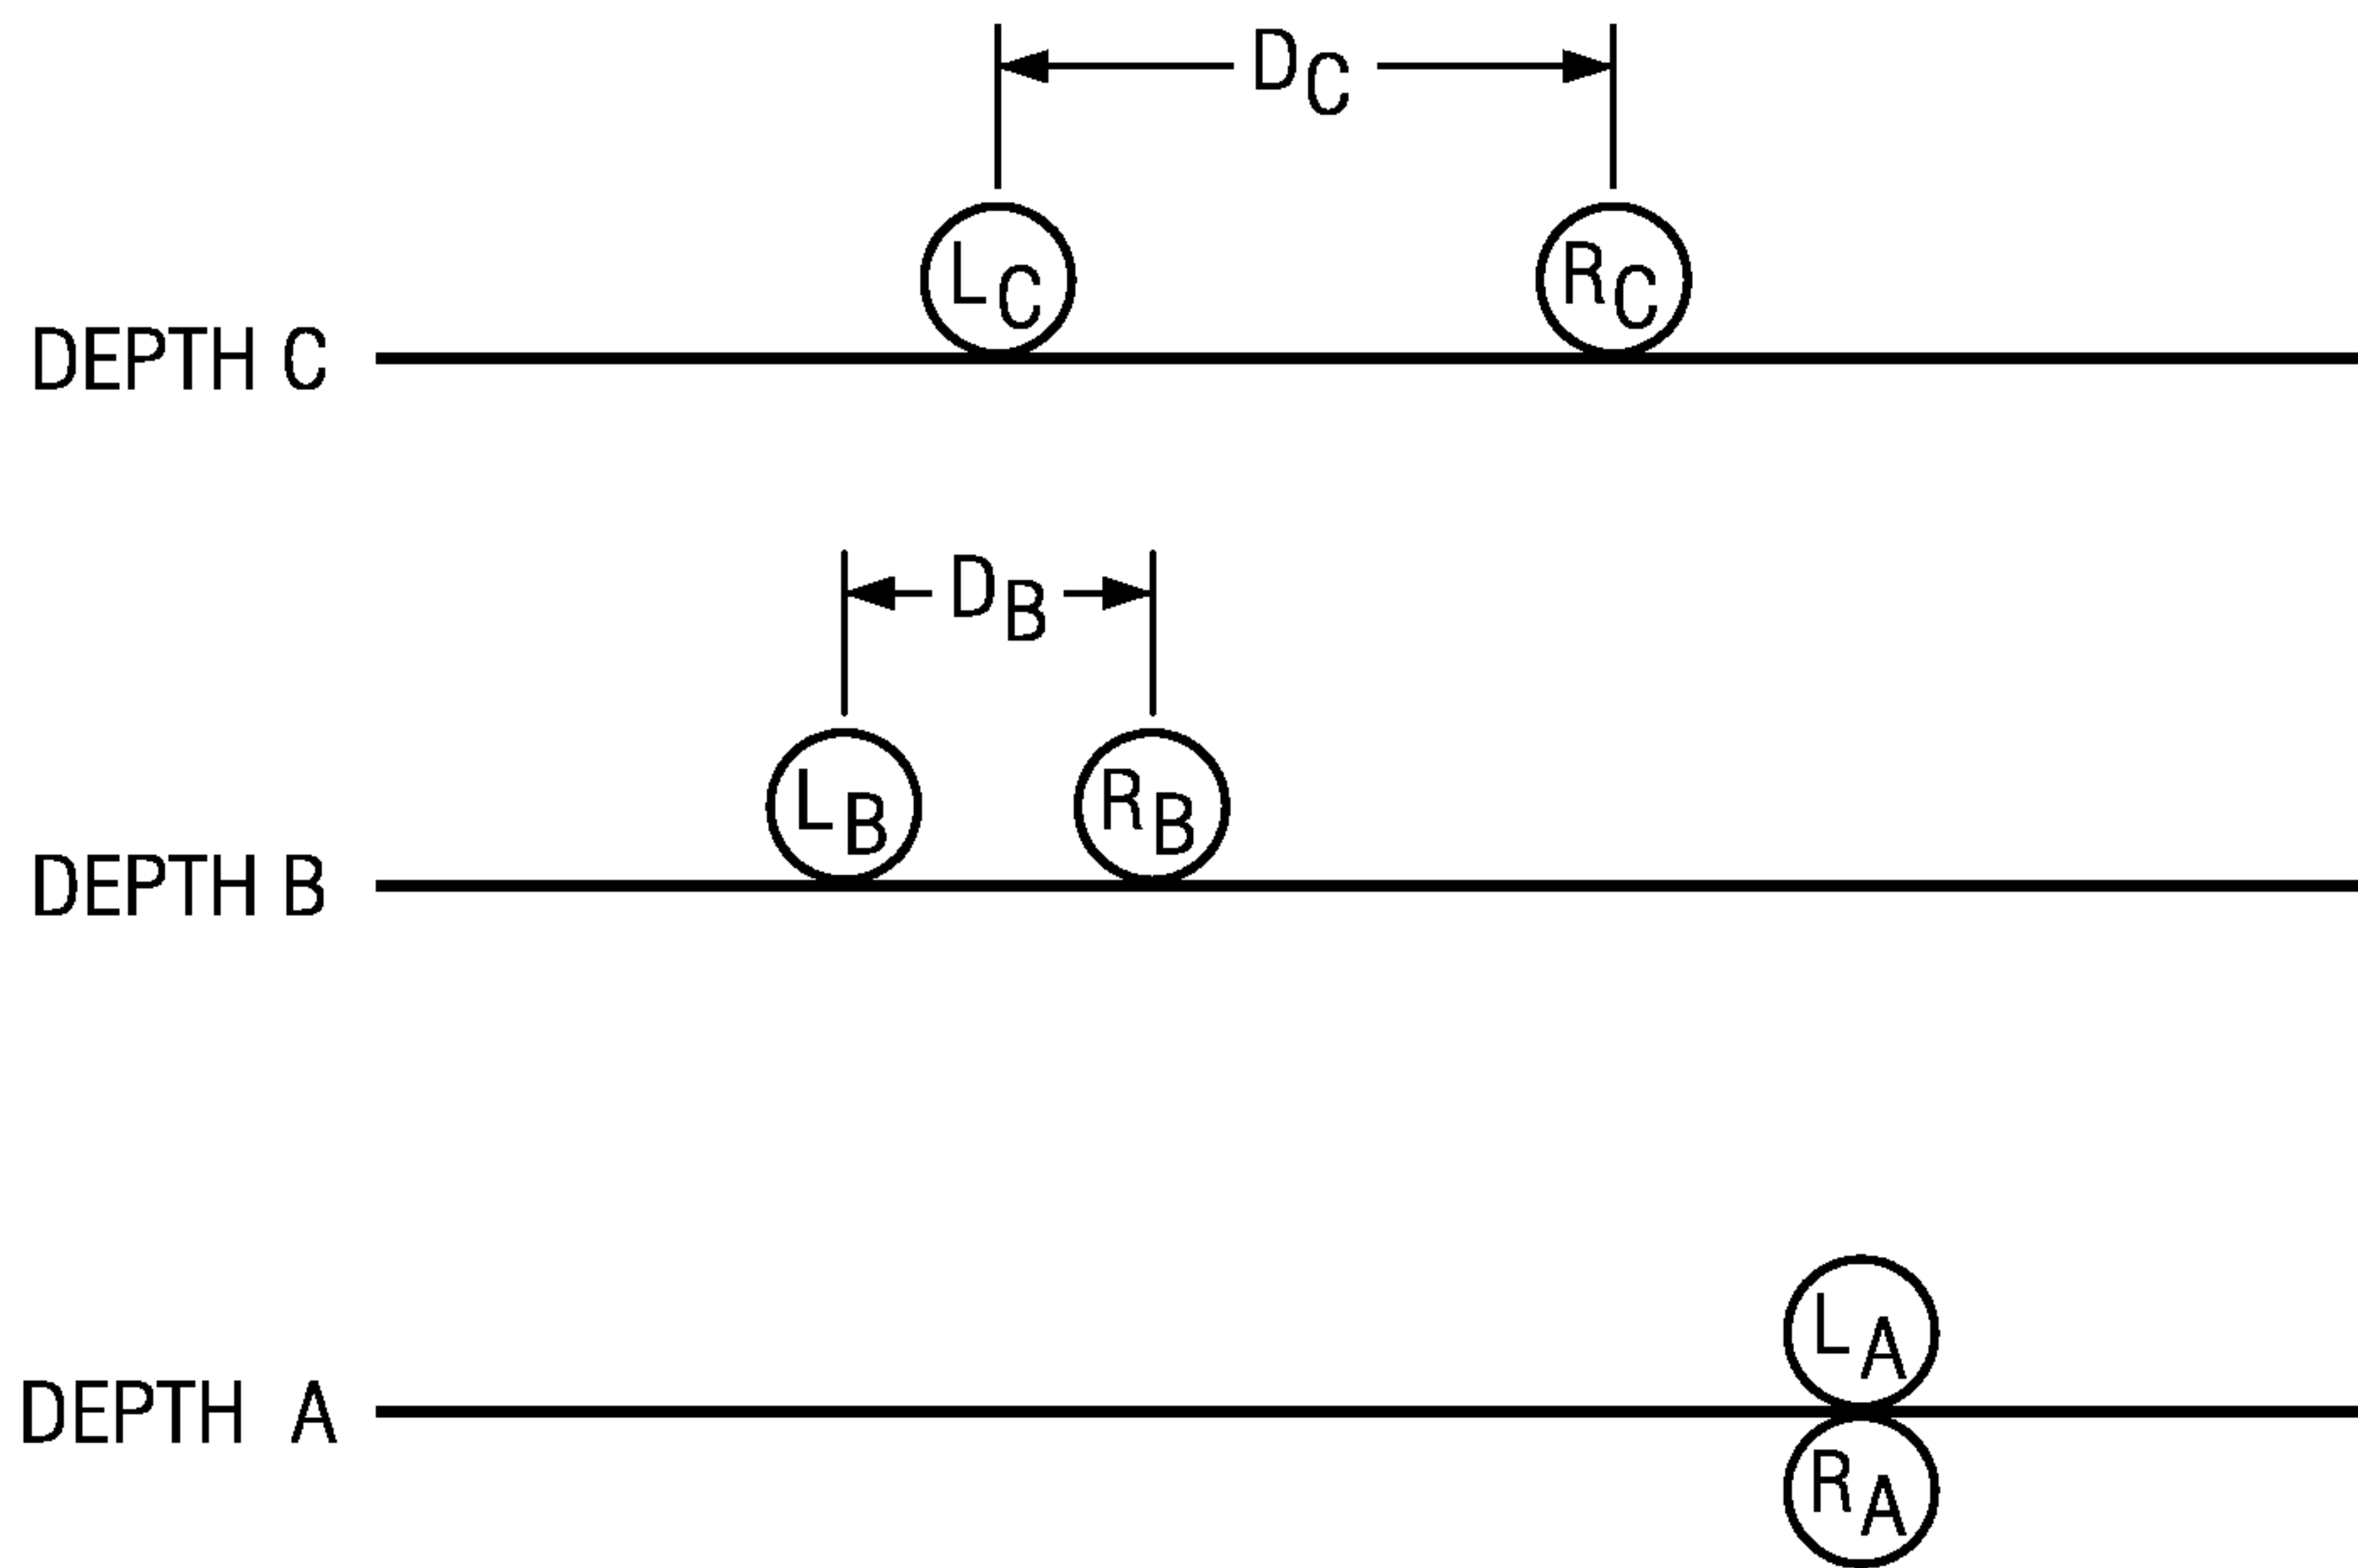 DC
LC RC
DEPTH C
DB
LB RB
DEPTH B
LA
DEPTH A
RA